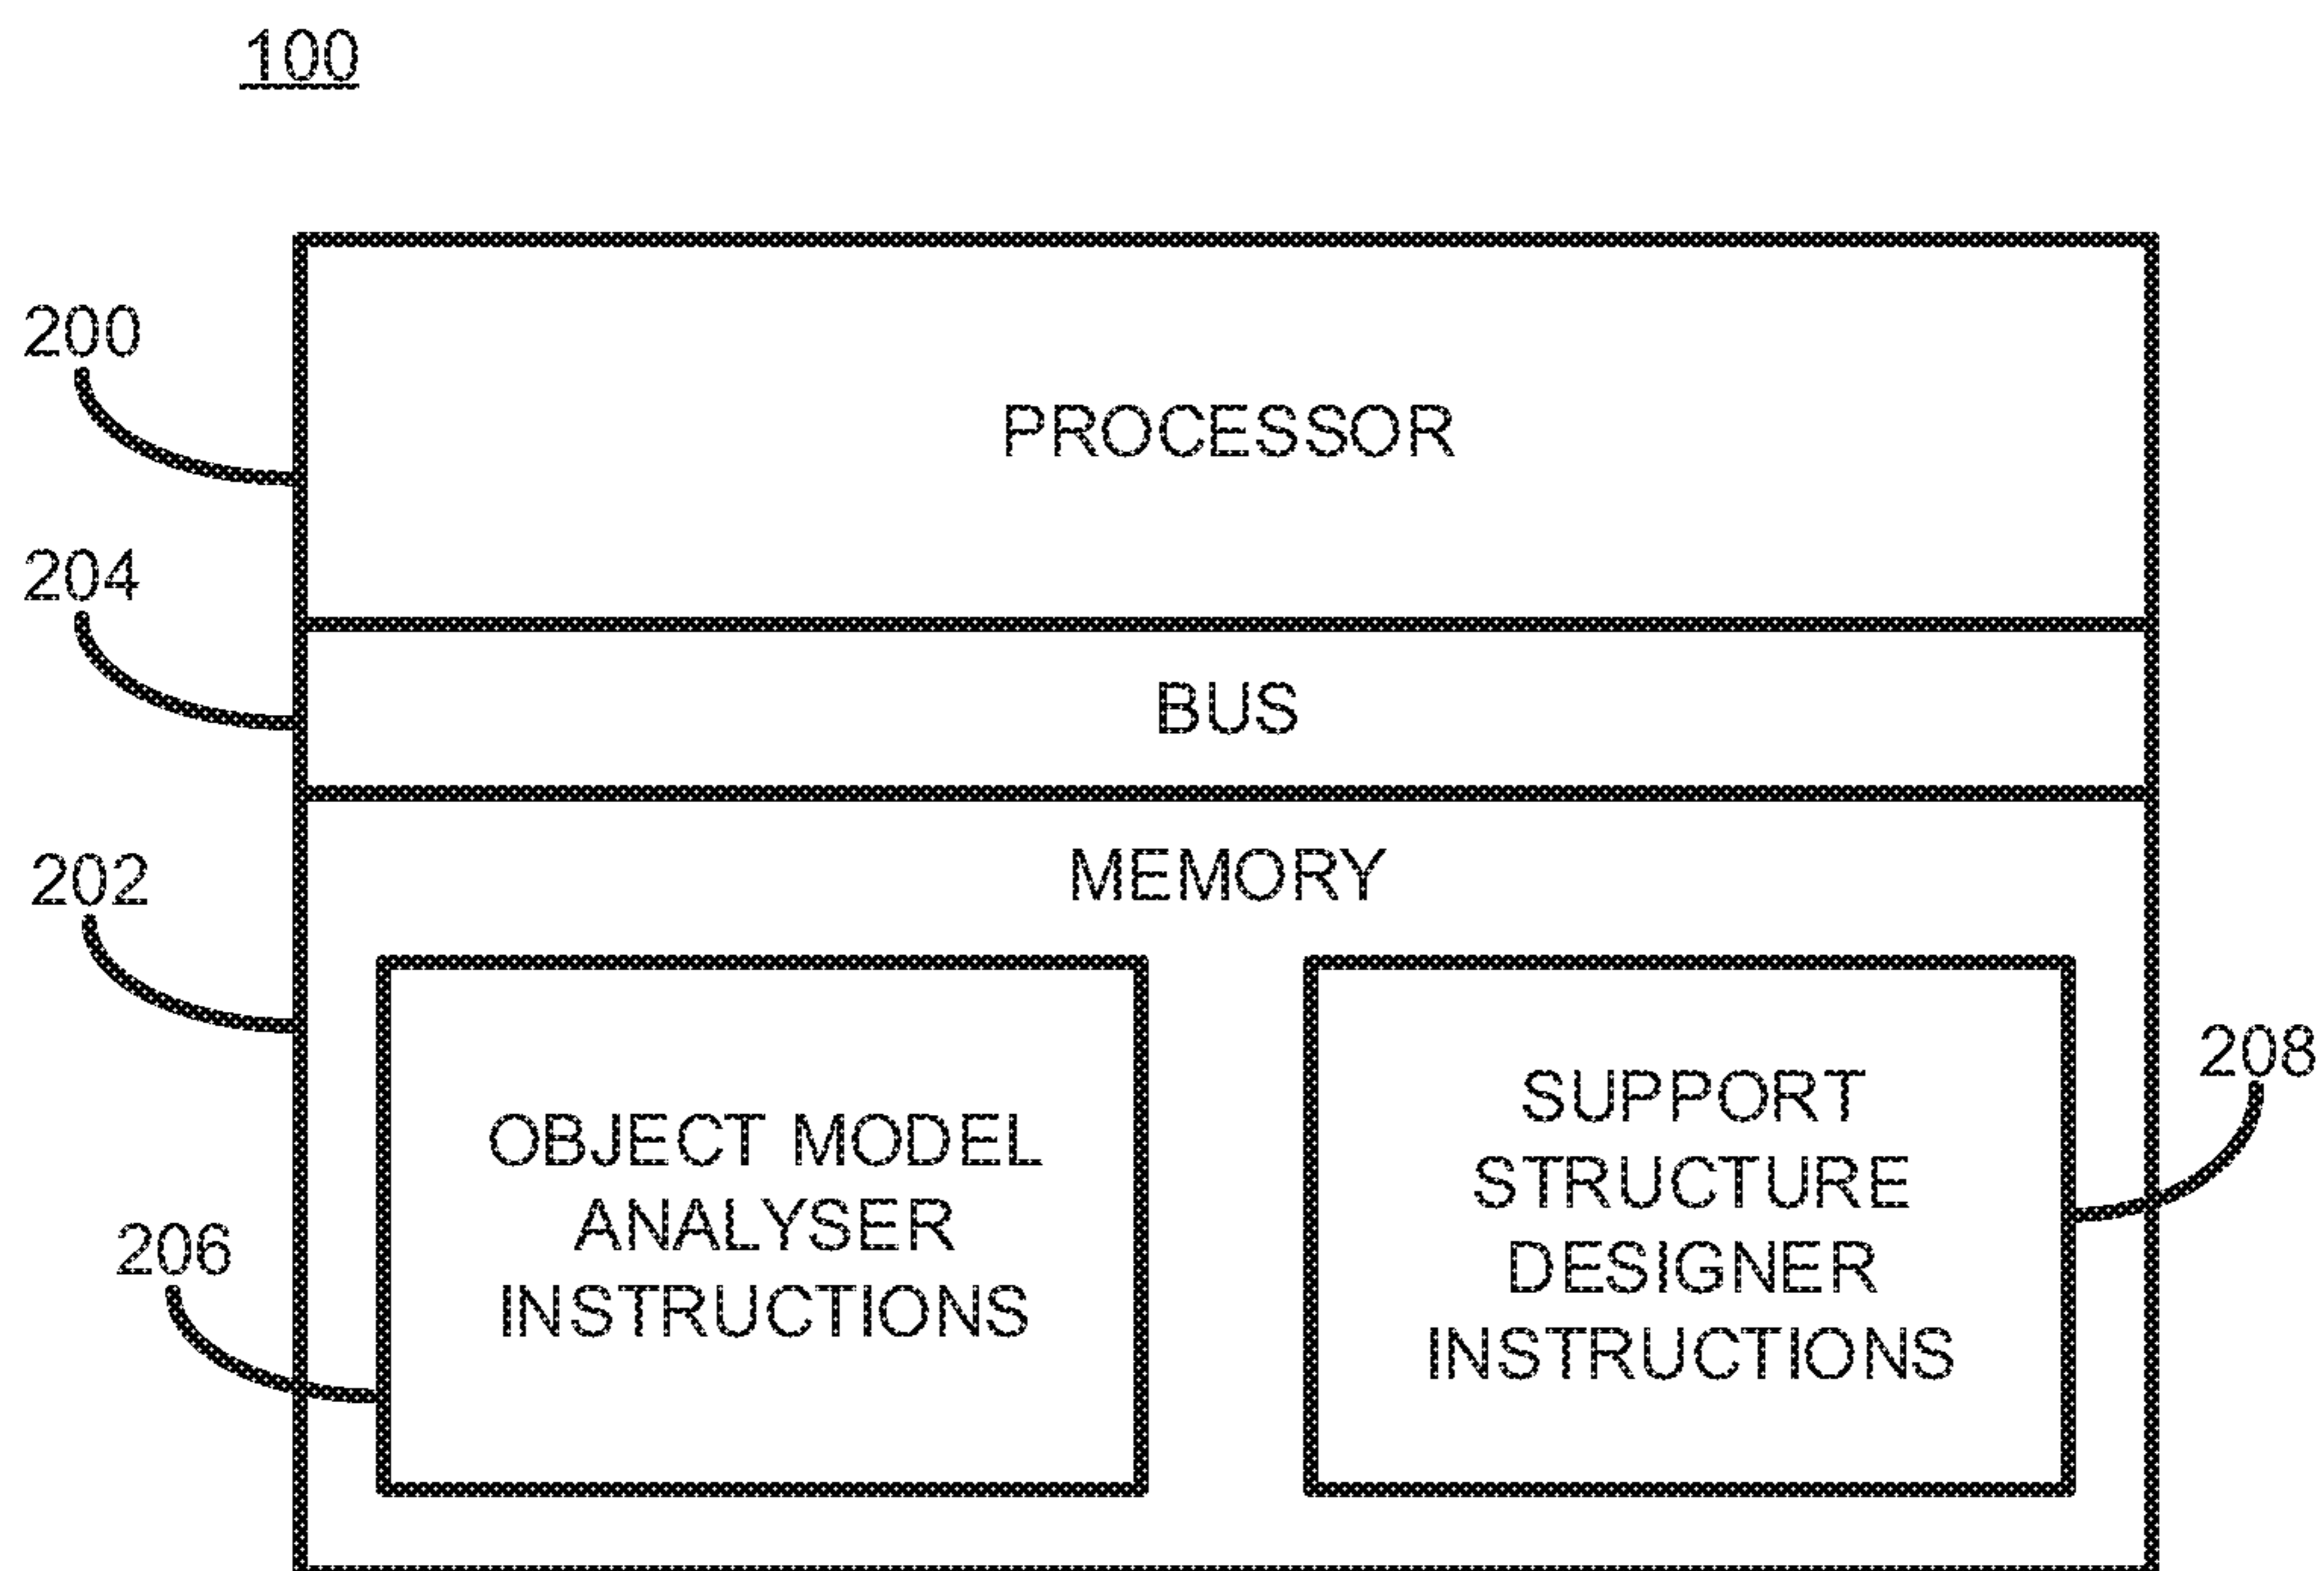 100
200
PROCESSOR
204
BUS
202
MEMORY
206
OBJECT MODEL
ANALYSER
INSTRUCTIONS
208
SUPPORT
STRUCTURE
DESIGNER
INSTRUCTIONS